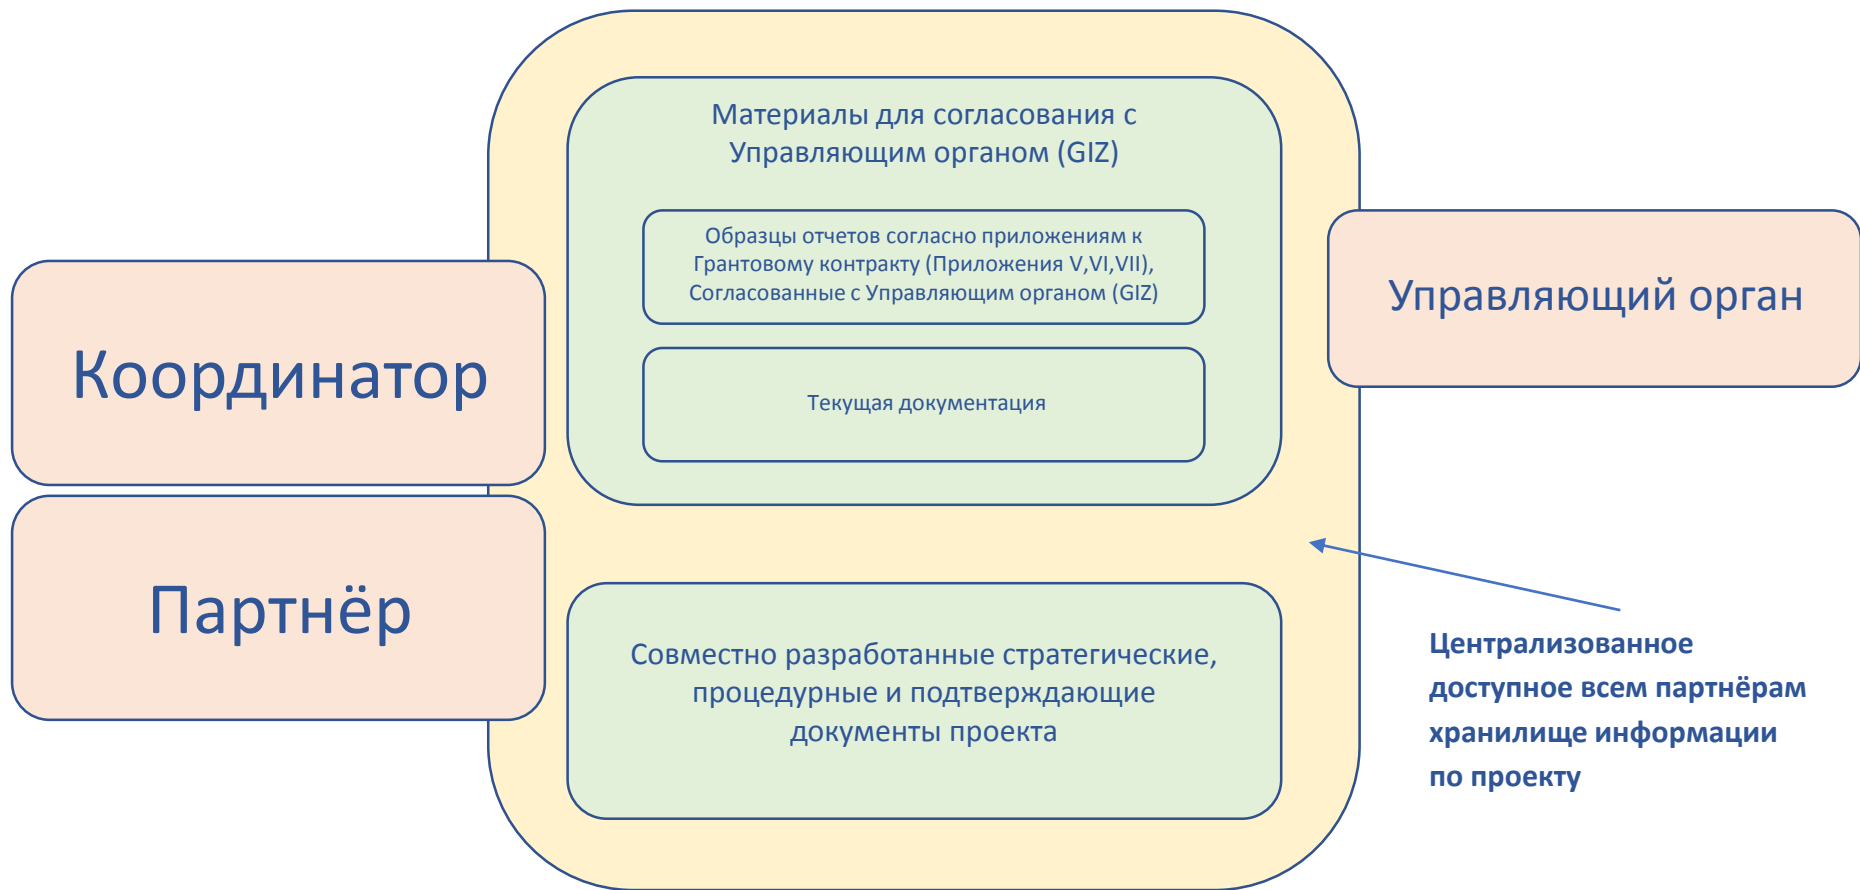 Материалы для согласования с
Управляющим органом (GIZ)
Образцы отчетов согласно приложениям к
Грантовому контракту (Приложения V,VI,VII),
Согласованные с Управляющим органом (GIZ)
Текущая документация
Координатор
Партнёр
Управляющий орган
Совместно разработанные стратегические,
процедурные и подтверждающие
документы проекта
Централизованное
доступное всем партнёрам
хранилище информации
по проекту